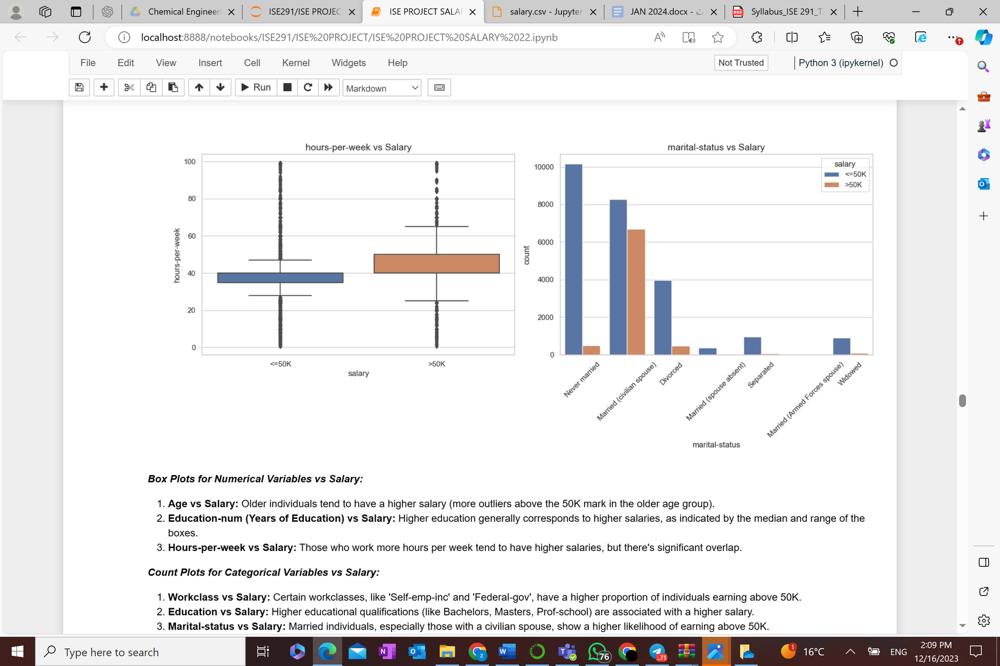 Chemical Engineer
ISE291/ISE PROJEC
ISE PROJECT SALA
salary.csv - Jupyter
JAN 2024.docx -
Syllabus_ISE 291_T
localhost:8888/notebooks/ISE291/ISE%20PROJECT/ISE%20PROJECT%20SALARY%2022.ipynb
File Edit View Insert Cell Kernel Widgets Help Not Trusted Python 3 (ipykernel)
Run Markdown
hours-per-week vs Salary
100
80
60
40
20
0
hours-per-week
<=50K >50K
salary
marital-status vs Salary
salary
<=50K
>50K
10000
8000
6000
4000
2000
0
count
Never married
Married (civilian spouse)
Divorced
Married (spouse absent)
Separated
Married (Armed Forces spouse)
Widowed
marital-status
Box Plots for Numerical Variables vs Salary:
1. Age vs Salary: Older individuals tend to have a higher salary (more outliers above the 50K mark in the older age group).
2. Education-num (Years of Education) vs Salary: Higher education generally corresponds to higher salaries, as indicated by the median and range of the
boxes.
3. Hours-per-week vs Salary: Those who work more hours per week tend to have higher salaries, but there's significant overlap.
Count Plots for Categorical Variables vs Salary:
1. Workclass vs Salary: Certain workclasses, like 'Self-emp-inc' and 'Federal-gov', have a higher proportion of individuals earning above 50K.
2. Education vs Salary: Higher educational qualifications (like Bachelors, Masters, Prof-school) are associated with a higher salary.
3. Marital-status vs Salary: Married individuals, especially those with a civilian spouse, show a higher likelihood of earning above 50K.
Type here to search
76
..71
1
16°C
ENG
2:09 PM
12/16/2023